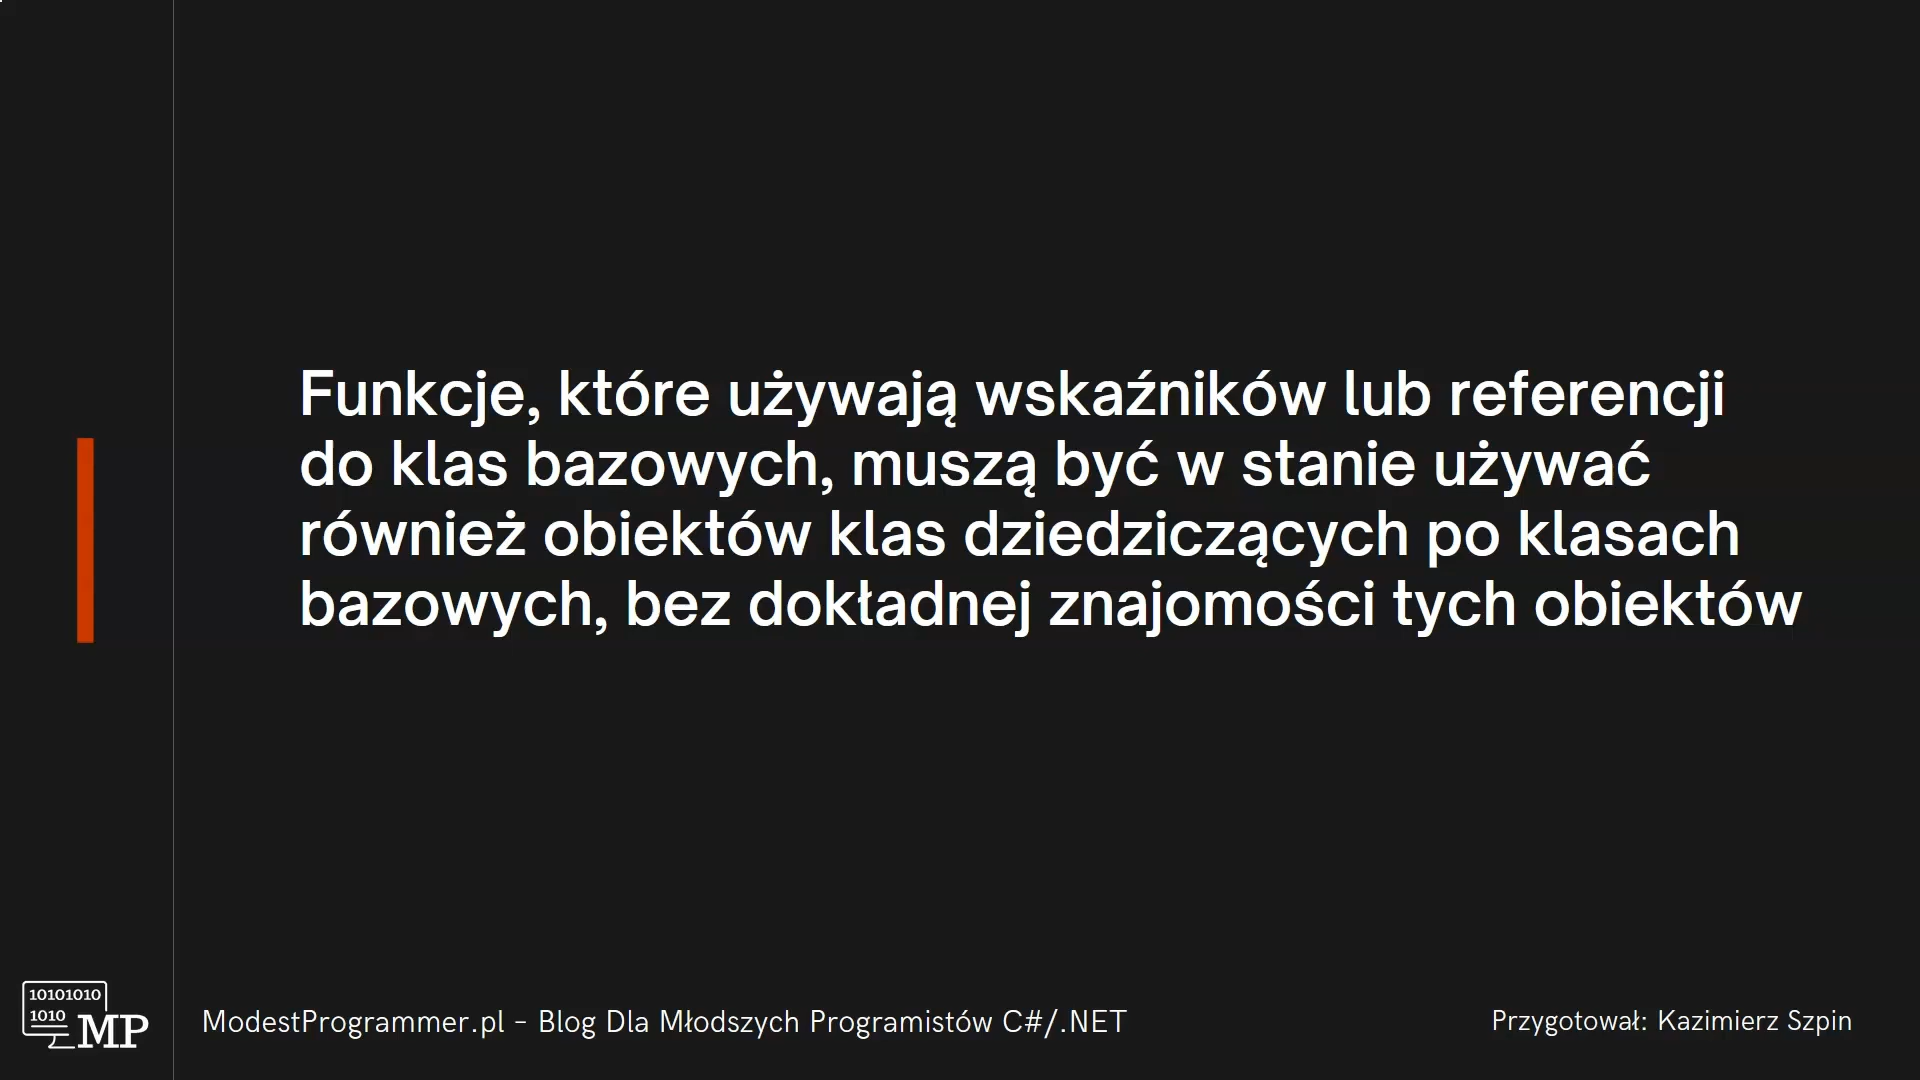 Funkcje, które używają wskaźników lub referencji
do klas bazowych, muszą być w stanie używać
również obiektów klas dziedziczących po klasach
bazowych, bez dokładnej znajomości tych obiektów
10101010
1010
MP
ModestProgrammer.pl – Blog Dla Młodszych Programistów C#/.NET
Przygotował: Kazimierz Szpin